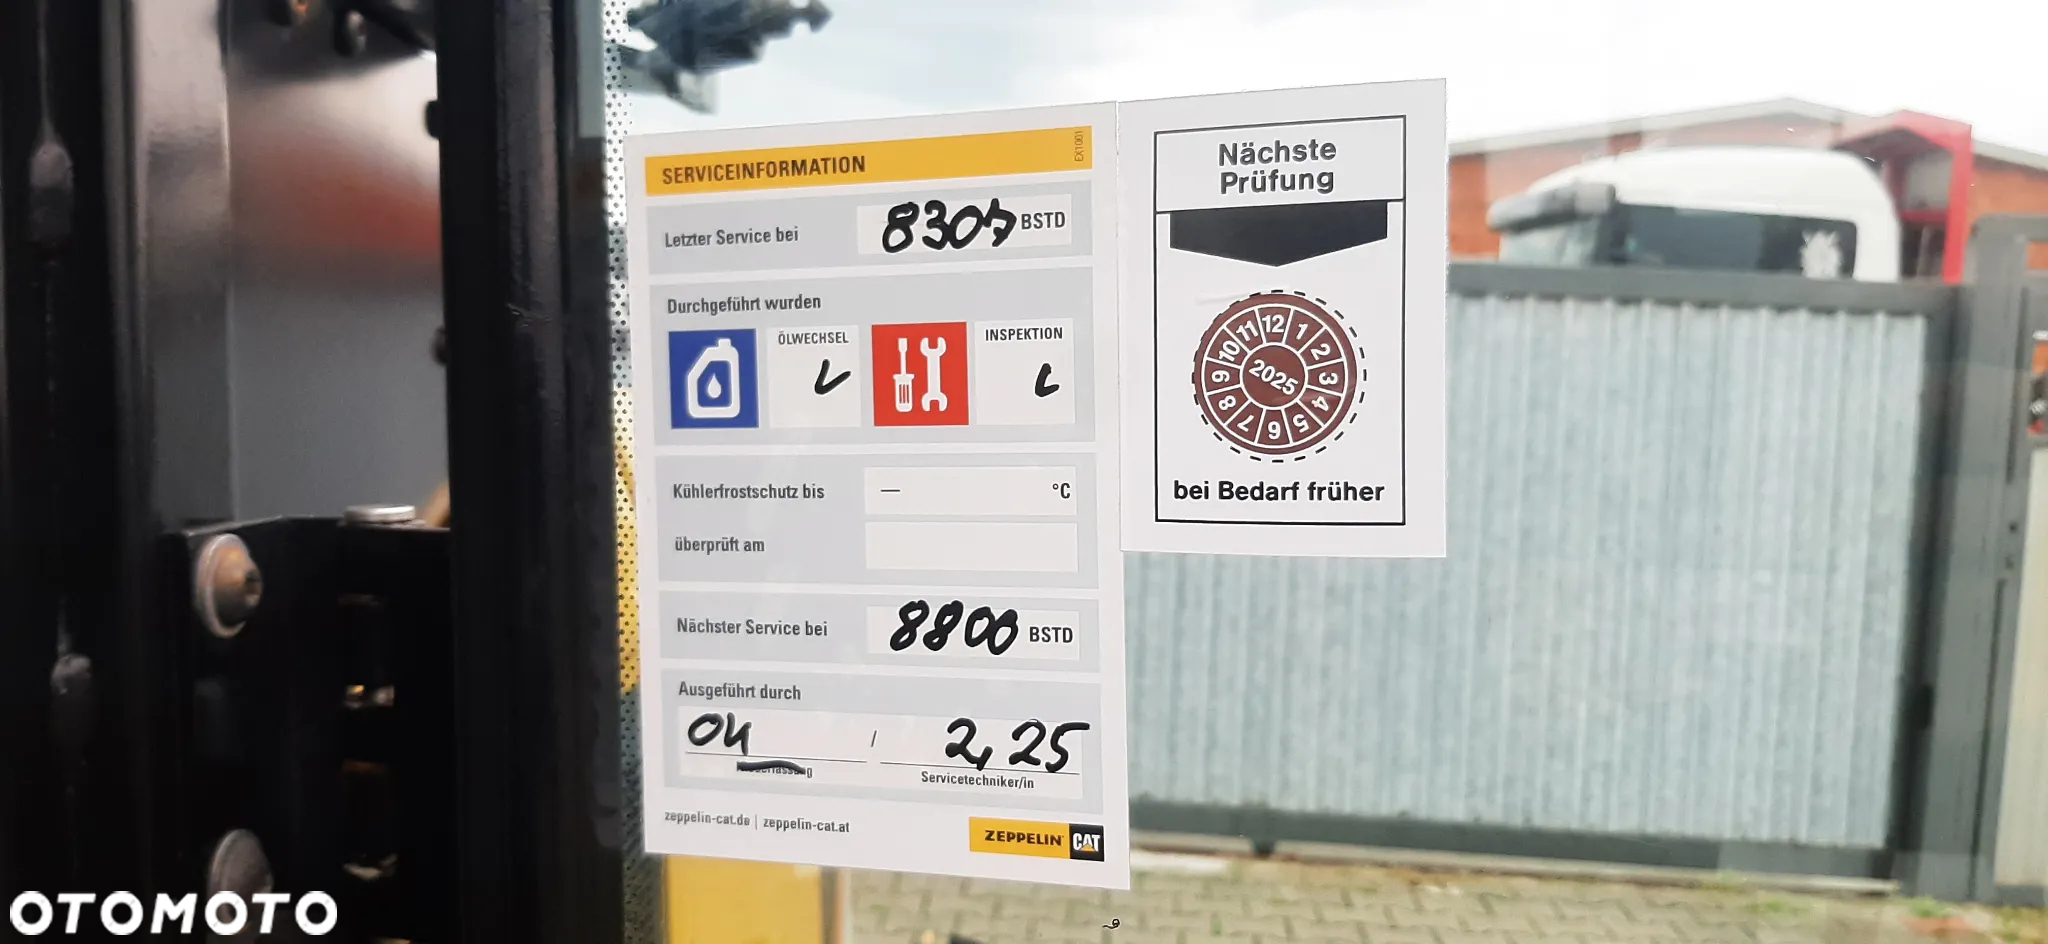 SERVICEINFORMATION
EX1001
Letzter Service bei 8307 BSTD
Durchgeführt wurden
ÖLWECHSEL
INSPEKTION
Kühlerfrostschutz bis — °C
überprüft am
Nächster Service bei 8800 BSTD
Ausgeführt durch
04 / 2,25
Servicetechniker/in
zeppelin-cat.de | zeppelin-cat.at
ZEPPELIN CAT
Nächste
Prüfung
12 1 2 3 4 5 6 7 8 9 10 11
2025
bei Bedarf früher
OTOMOTO